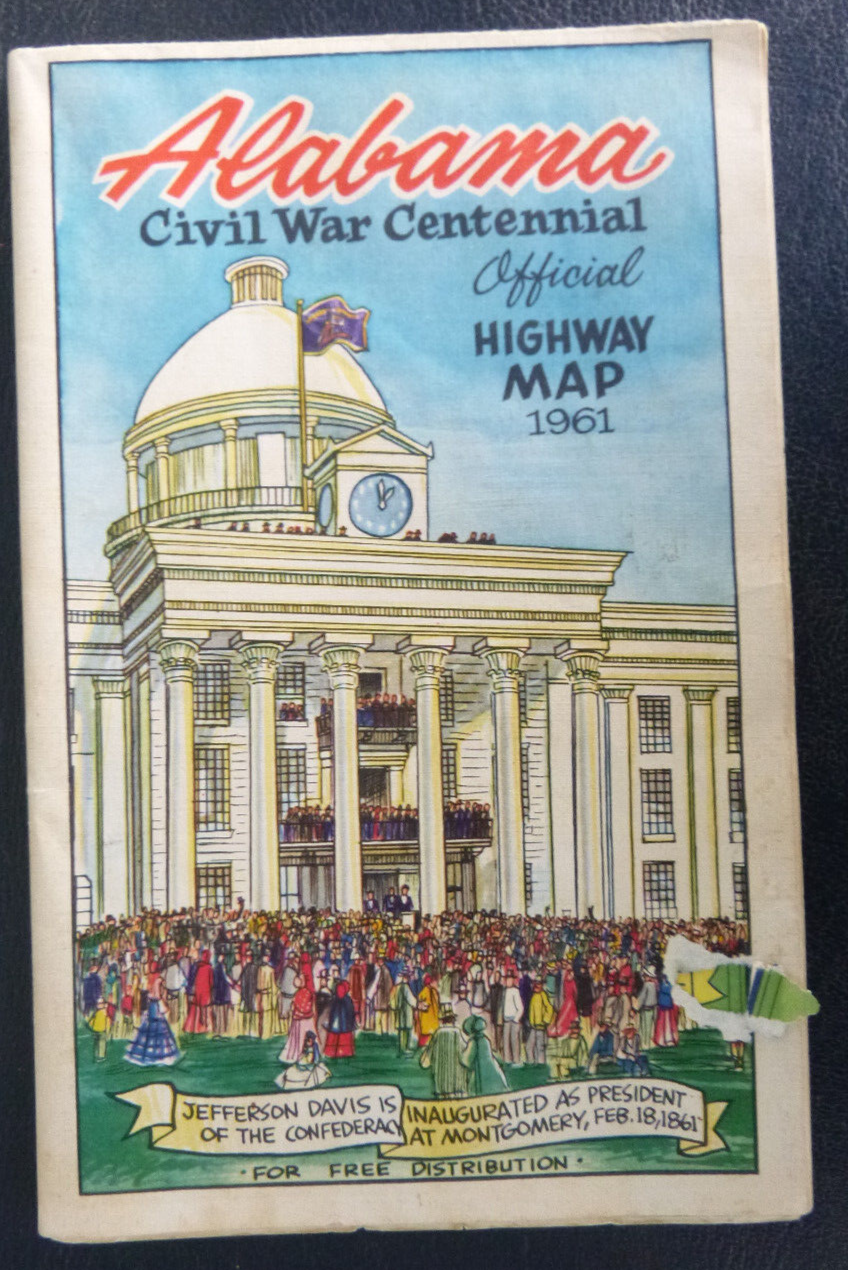 Alabama
Civil War Centennial
Official
HIGHWAY
MAP
1961
JEFFERSON DAVIS IS INAUGURATED AS PRESIDENT
OF THE CONFEDERACY AT MONTGOMERY, FEB. 18, 1861
· FOR FREE DISTRIBUTION ·